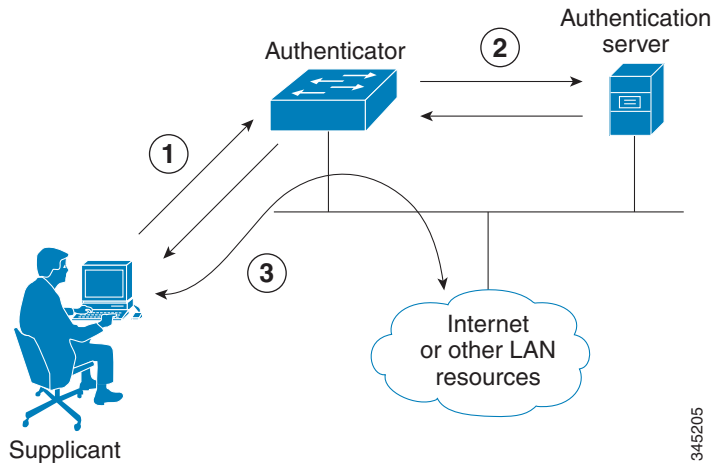 Authentication
server
Authenticator
2
1
3
Internet
or other LAN
resources
Supplicant
345205